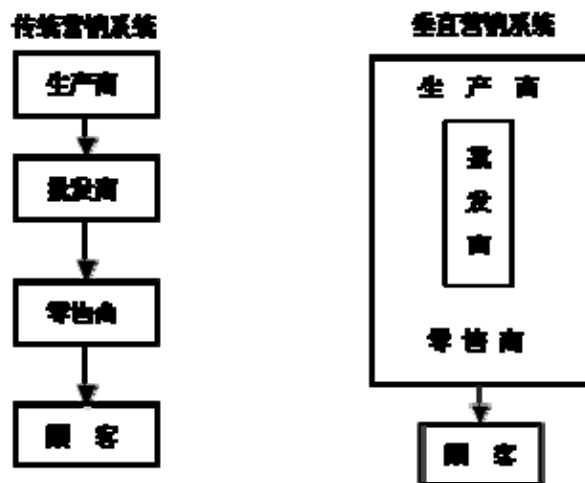 传统营销系统
生产商
批发商
零售商
顾 客
垂直营销系统
生 产 商
批
发
商
零 售 商
顾 客